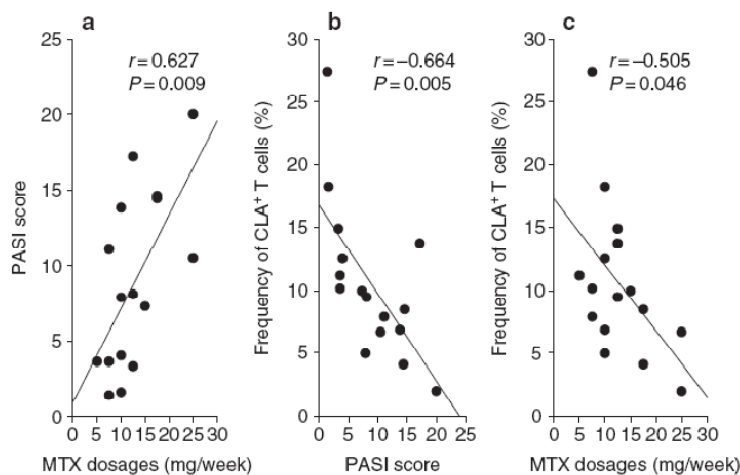 a
r=0.627
P=0.009
PASI score
20
15
10
5
0
0 5 10 15 20 25 30
MTX dosages (mg/week)
b
r=–0.664
P=0.005
Frequency of CLA+ T cells (%)
30
25
20
15
10
5
0
0 5 10 15 20 25
PASI score
c
r=–0.505
P=0.046
Frequency of CLA+ T cells (%)
30
25
20
15
10
5
0
0 5 10 15 20 25 30
MTX dosages (mg/week)